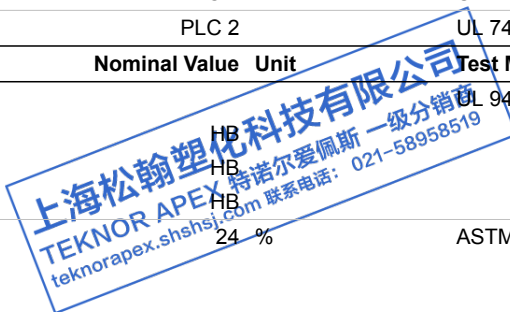 PLC 2 UL 74
Nominal Value Unit Test M
UL 94
HB
HB
HB
24 % ASTM
上海松翰塑化科技有限公司
TEKNOR APEX 特诺尔爱佩斯 一级分销商
teknorapex.shshsj.com 联系电话： 021-58958519